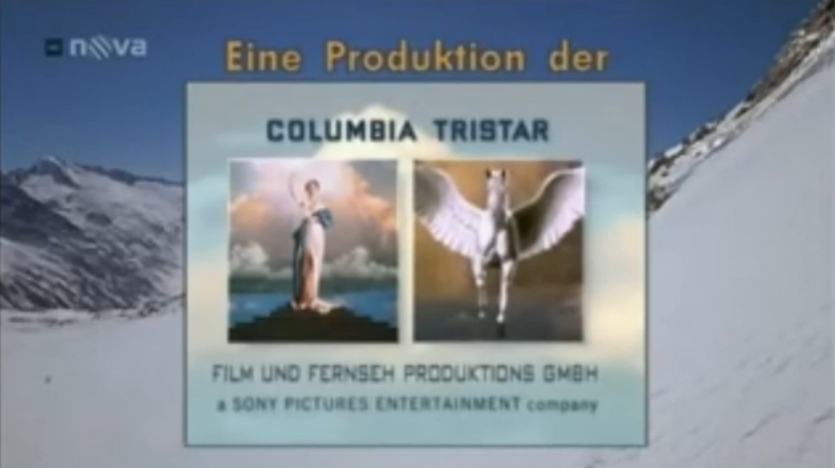 nova
Eine Produktion der
COLUMBIA TRISTAR
FILM UND FERNSEH PRODUKTIONS GMBH
a SONY PICTURES ENTERTAINMENT company